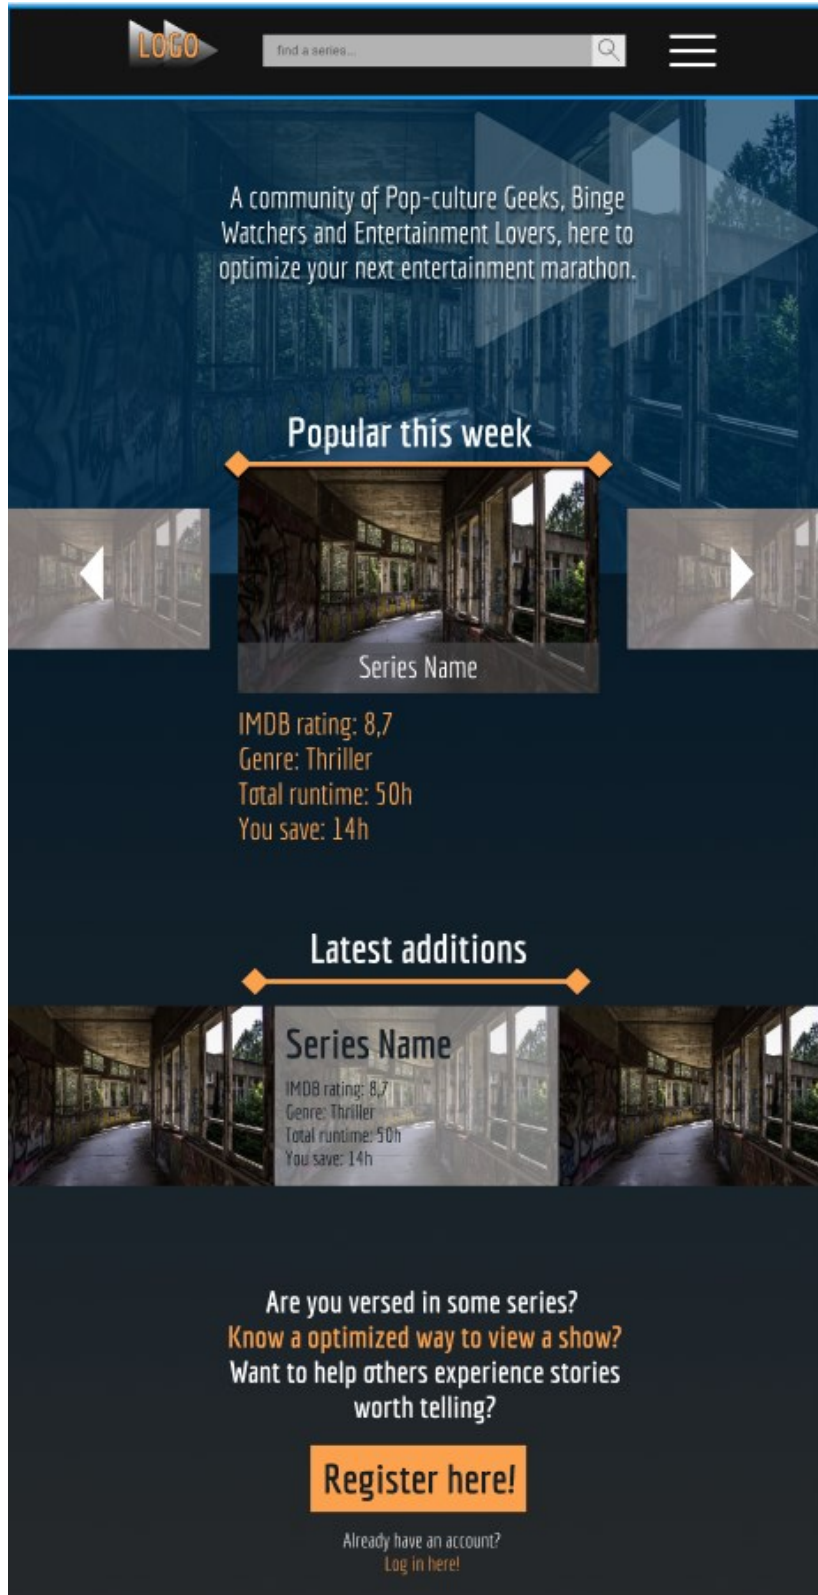 LOGO
find a series...
A community of Pop-culture Geeks, Binge
Watchers and Entertainment Lovers, here to
optimize your next entertainment marathon.
Popular this week
Series Name
IMDB rating: 8,7
Genre: Thriller
Total runtime: 50h
You save: 14h
Latest additions
Series Name
IMDB rating: 8,7
Genre: Thriller
Total runtime: 50h
You save: 14h
Are you versed in some series?
Know a optimized way to view a show?
Want to help others experience stories
worth telling?
Register here!
Already have an account?
Log in here!